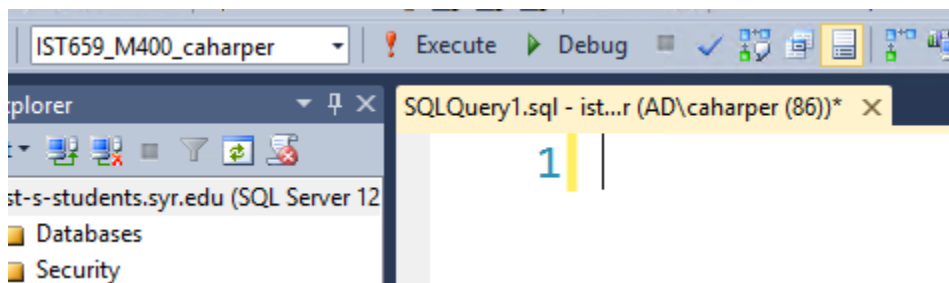 IST659_M400_caharper
Execute
Debug
xplorer
SQLQuery1.sql - ist...r (AD\caharper (86))*
1
st-s-students.syr.edu (SQL Server 12
Databases
Security